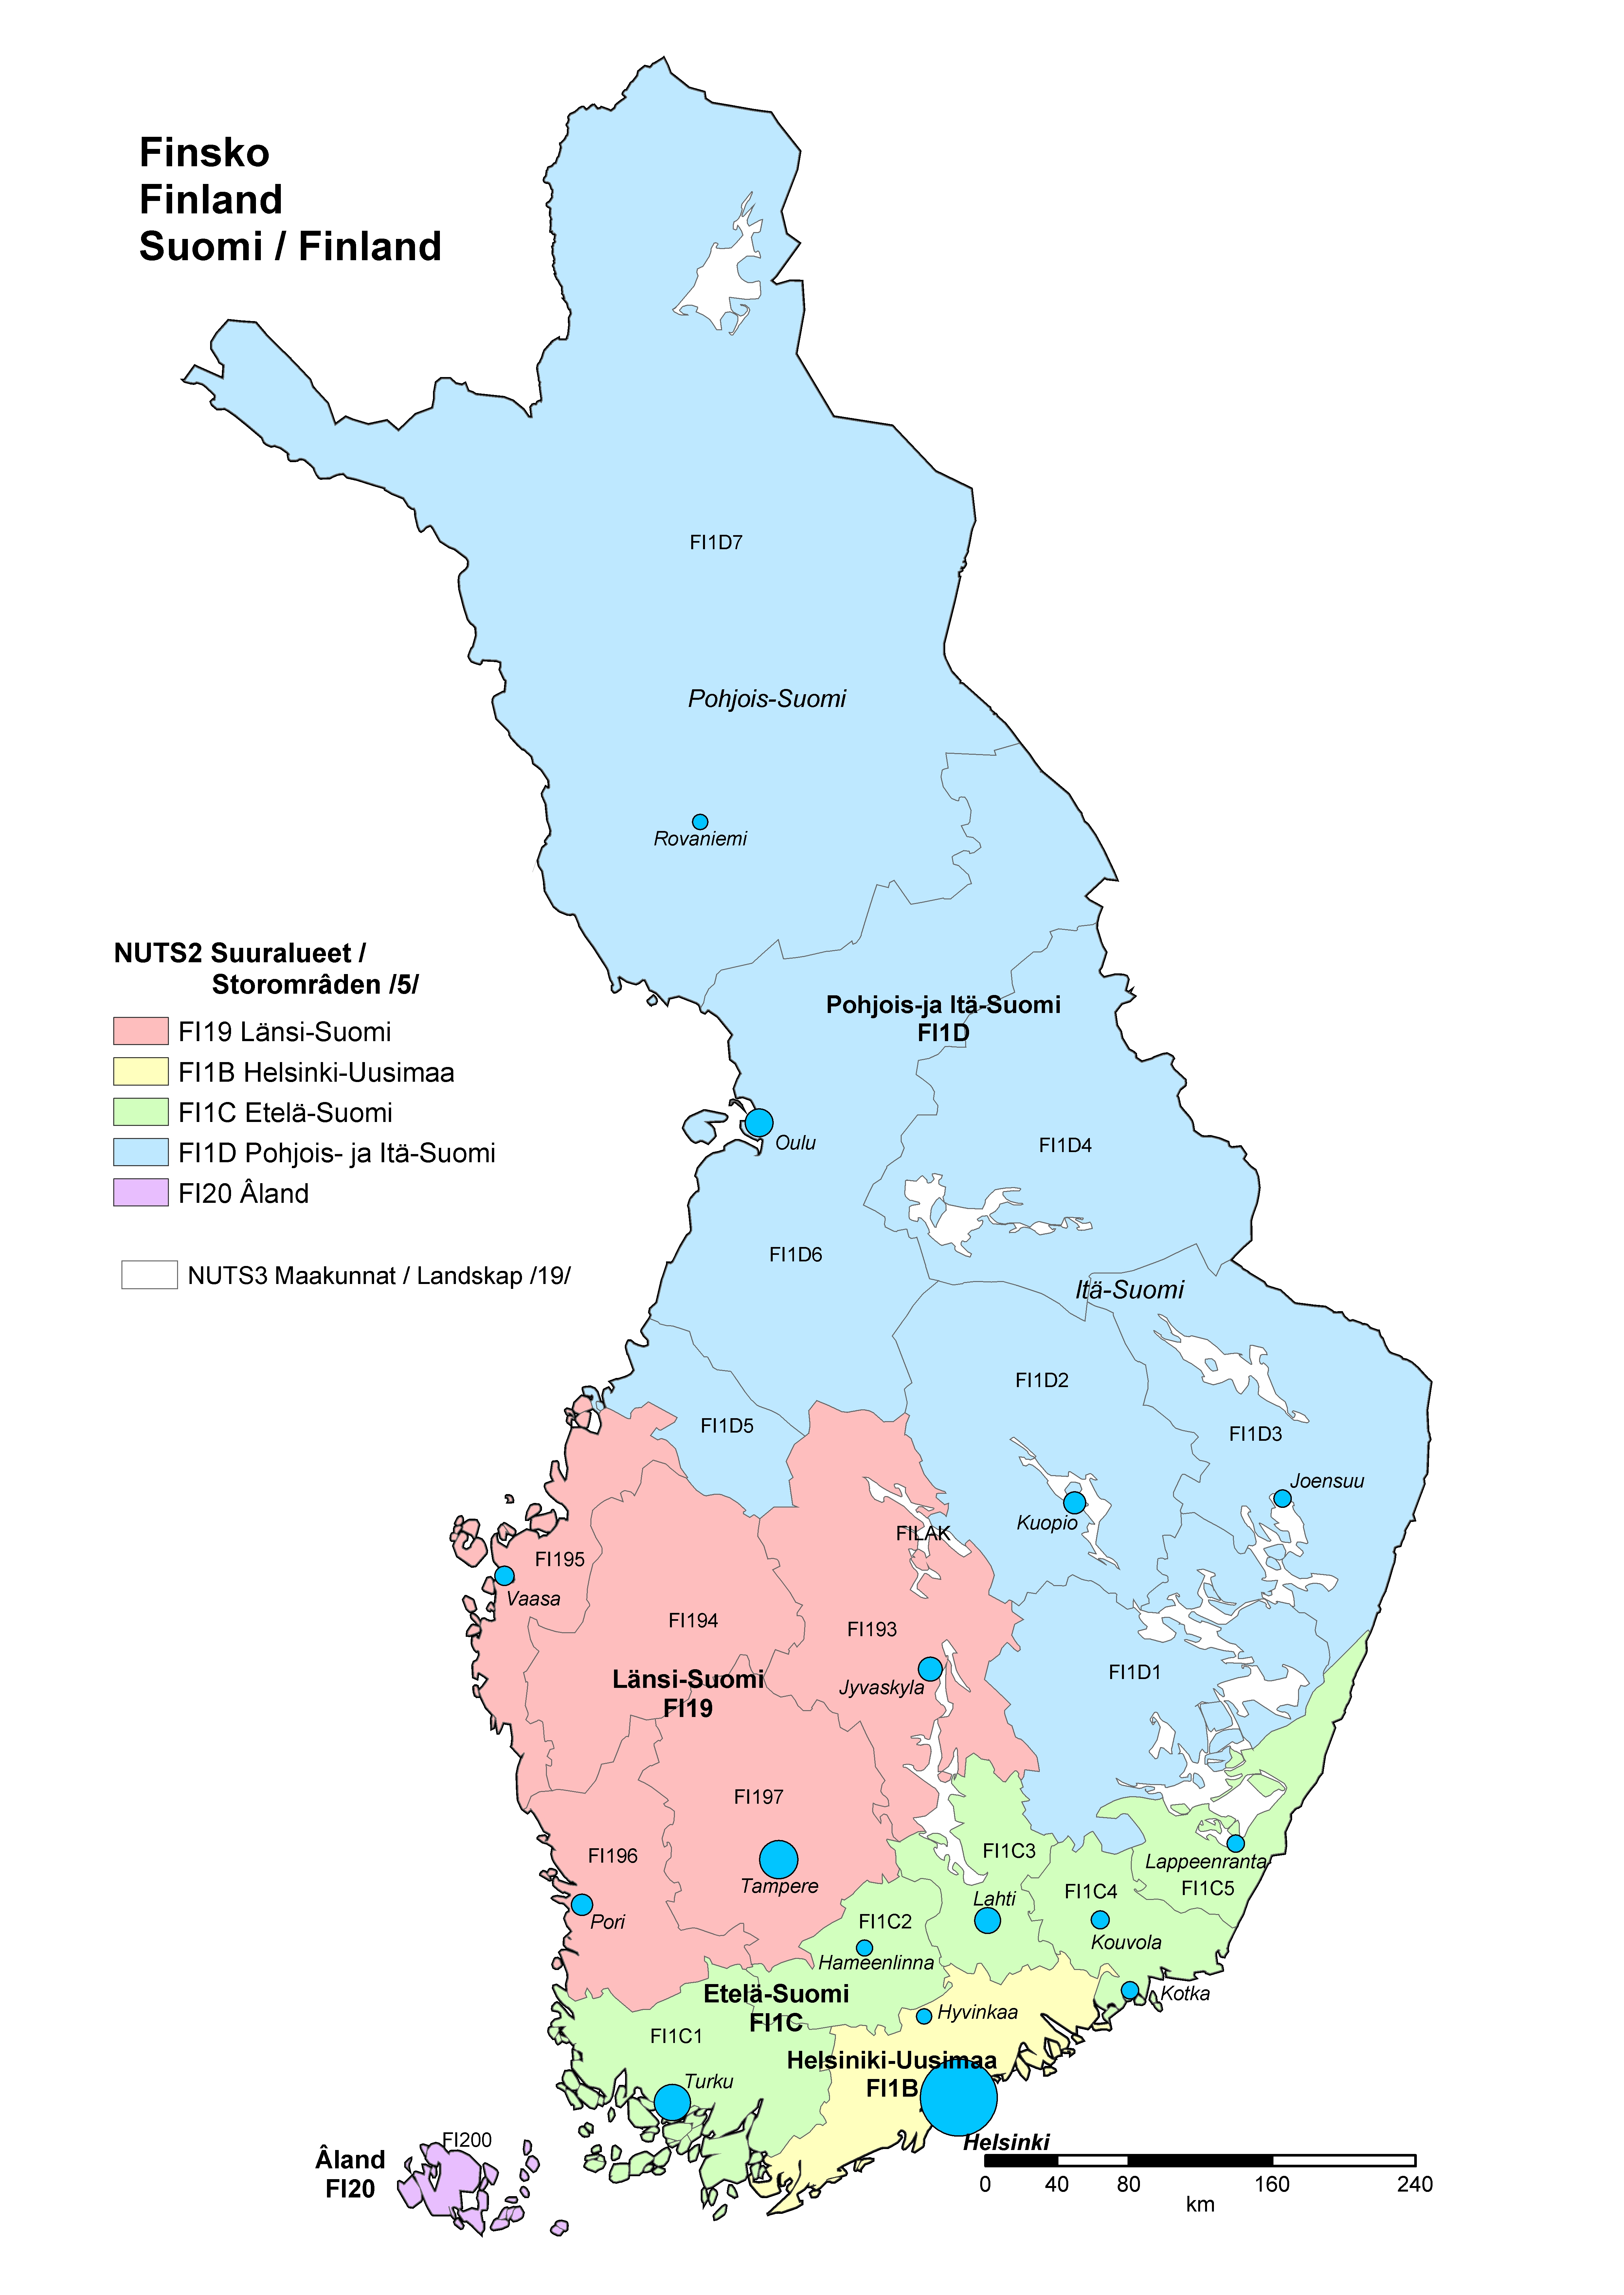 Finsko
Finland
Suomi / Finland
FI1D7
Pohjois-Suomi
Rovaniemi
NUTS2 Suuralueet /
Storomrâden /5/
FI19 Länsi-Suomi
FI1B Helsinki-Uusimaa
FI1C Etelä-Suomi
FI1D Pohjois- ja Itä-Suomi
FI20 Âland
NUTS3 Maakunnat / Landskap /19/
Pohjois-ja Itä-Suomi
FI1D
Oulu
FI1D4
FI1D6
Itä-Suomi
FI1D2
FI1D5
FI1D3
Joensuu
Kuopio
FILAK
FI195
Vaasa
FI194
FI193
Länsi-Suomi
FI19
Jyvaskyla
FI1D1
FI197
FI196
Tampere
Pori
FI1C3
Lappeenranta
FI1C5
FI1C4
Lahti
FI1C2
Kouvola
Hameenlinna
Etelä-Suomi
FI1C
Kotka
Hyvinkaa
FI1C1
Helsiniki-Uusimaa
FI1B
Turku
Helsinki
FI200
Âland
FI20
0 40 80 160 240
km